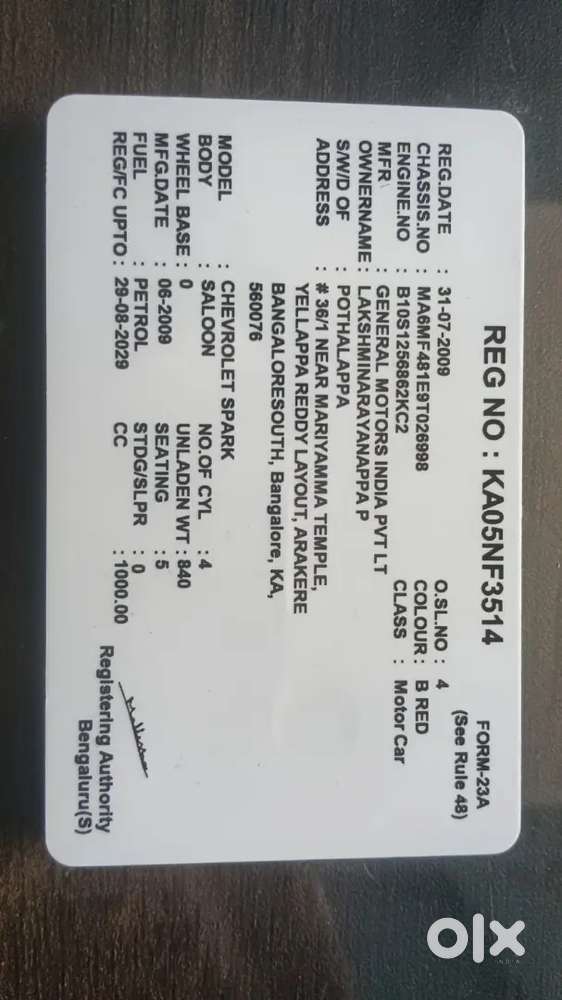 FORM-23A
(See Rule 48)
REG NO : KA05NF3514
REG.DATE : 31-07-2009 O.SL.NO : 4
CHASSIS.NO : MA6MF481E9T026998 COLOUR : B RED
ENGINE.NO : B10S1256862KC2 CLASS : Motor Car
MFR : GENERAL MOTORS INDIA PVT LT
OWNERNAME : LAKSHMINARAYANAPPA P
S/W/D OF : POTHALAPPA
ADDRESS : # 36/1 NEAR MARIYAMMA TEMPLE,
YELLAPPA REDDY LAYOUT, ARAKERE
BANGALORESOUTH, Bangalore, KA,
560076
MODEL : CHEVROLET SPARK
BODY : SALOON NO.OF CYL : 4
WHEEL BASE : 0 UNLADEN WT : 840
MFG.DATE : 06-2009 SEATING : 5
FUEL : PETROL STDG/SLPR : 0
REG/FC UPTO : 29-08-2029 CC : 1000.00
Registering Authority
Bengaluru(S)
olx
INDIA